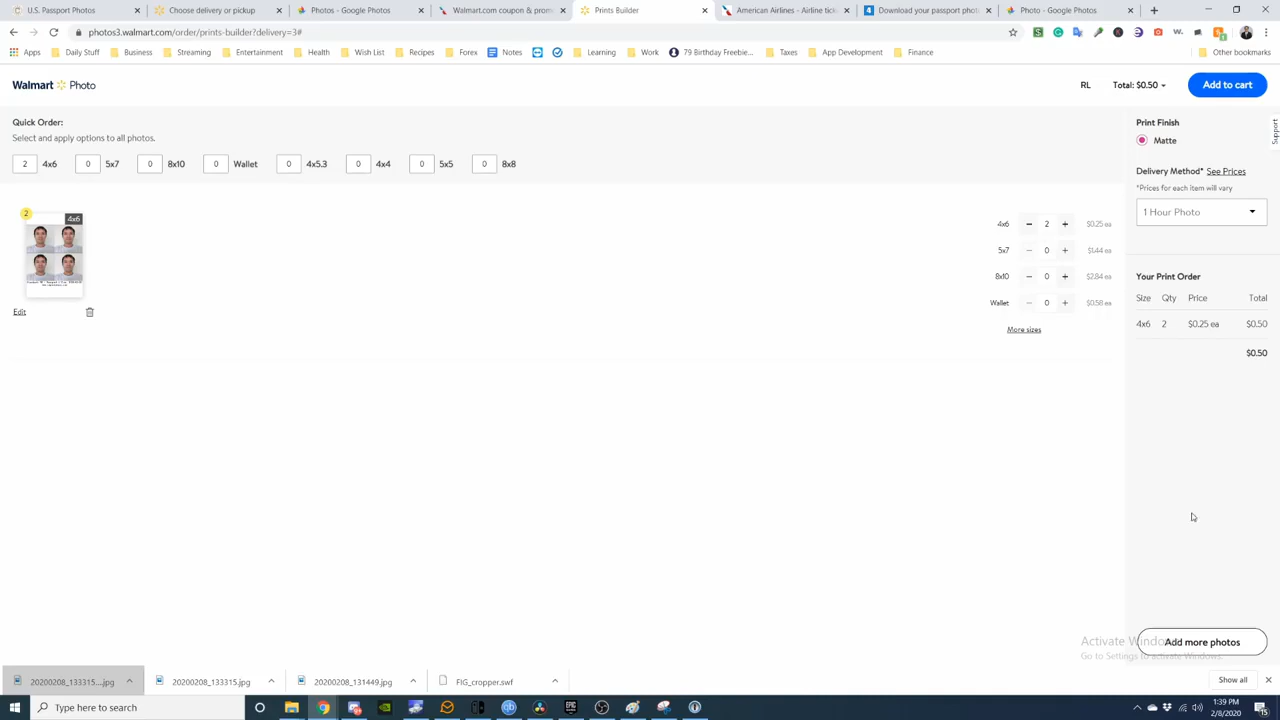 U.S. Passport Photos
Choose delivery or pickup
Photos - Google Photos
Walmart.com coupon & prom
Prints Builder
American Airlines - Airline tick
Download your passport phot
Photo - Google Photos
photos3.walmart.com/order/prints-builder?delivery=3#
Apps
Daily Stuff
Business
Streaming
Entertainment
Health
Wish List
Recipes
Forex
Notes
Learning
Work
79 Birthday Freebie...
Taxes
App Development
Finance
Other bookmarks
Walmart Photo
RL
Total: $0.50
Add to cart
Quick Order:
Select and apply options to all photos.
2 4x6 0 5x7 0 8x10 0 Wallet 0 4x5.3 0 4x4 0 5x5 0 8x8
2
4x6
Edit
4x6 − 2 + $0.25 ea
5x7 − 0 + $1.44 ea
8x10 − 0 + $2.84 ea
Wallet − 0 + $0.58 ea
More sizes
Print Finish
Matte
Support
Delivery Method* See Prices
*Prices for each item will vary
1 Hour Photo
Your Print Order
Size Qty Price Total
4x6 2 $0.25 ea $0.50
$0.50
Add more photos
Activate Windows
Go to Settings to activate Windows.
20200208_133315....jpg
20200208_133315.jpg
20200208_131449.jpg
FIG_cropper.swf
Show all
Type here to search
1:39 PM
2/8/2020
15